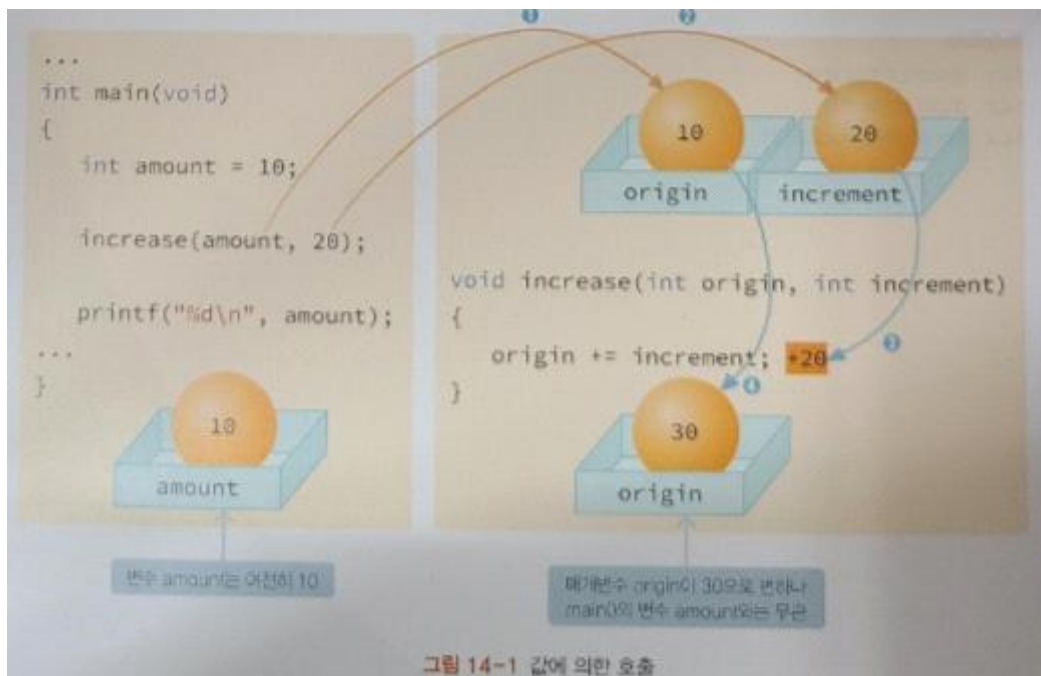 ❶ ❷
...
int main(void)
{
int amount = 10;
increase(amount, 20);
printf("%d\n", amount);
...
}
10
amount
변수 amount는 여전히 10
10 20
origin increment
void increase(int origin, int increment)
{
origin += increment; +20 ❸
} ❹
30
origin
매개변수 origin이 30으로 변하나
main()의 변수 amount와는 무관
그림 14-1 값에 의한 호출